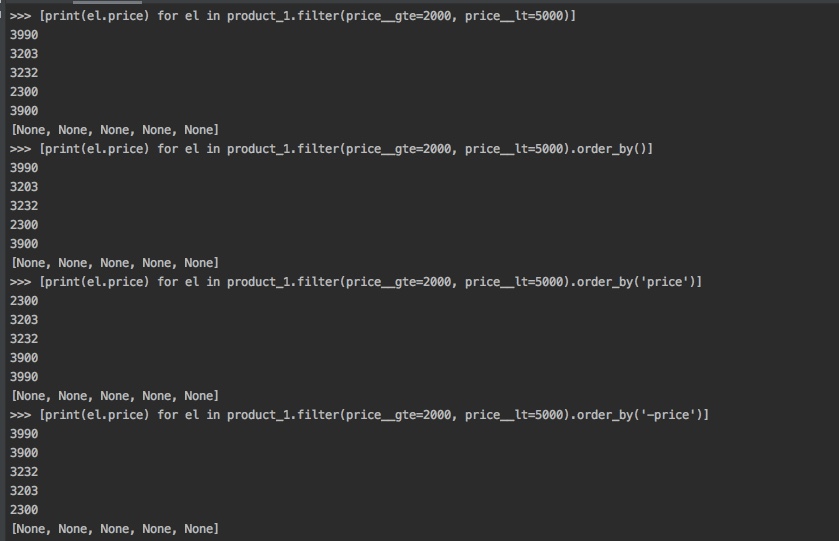 >>> [print(el.price) for el in product_1.filter(price__gte=2000, price__lt=5000)]
3990
3203
3232
2300
3900
[None, None, None, None, None]
>>> [print(el.price) for el in product_1.filter(price__gte=2000, price__lt=5000).order_by()]
3990
3203
3232
2300
3900
[None, None, None, None, None]
>>> [print(el.price) for el in product_1.filter(price__gte=2000, price__lt=5000).order_by('price')]
2300
3203
3232
3900
3990
[None, None, None, None, None]
>>> [print(el.price) for el in product_1.filter(price__gte=2000, price__lt=5000).order_by('-price')]
3990
3900
3232
3203
2300
[None, None, None, None, None]